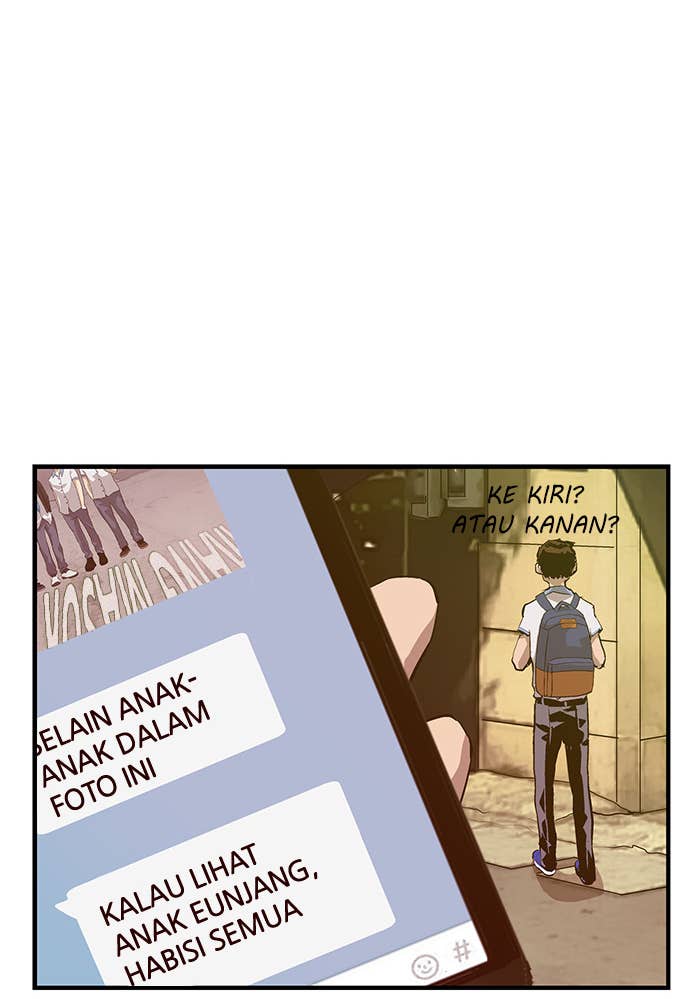 KE KIRI?
ATAU KANAN?
SELAIN ANAK-
ANAK DALAM
FOTO INI
KALAU LIHAT
ANAK EUNJANG,
HABISI SEMUA
#